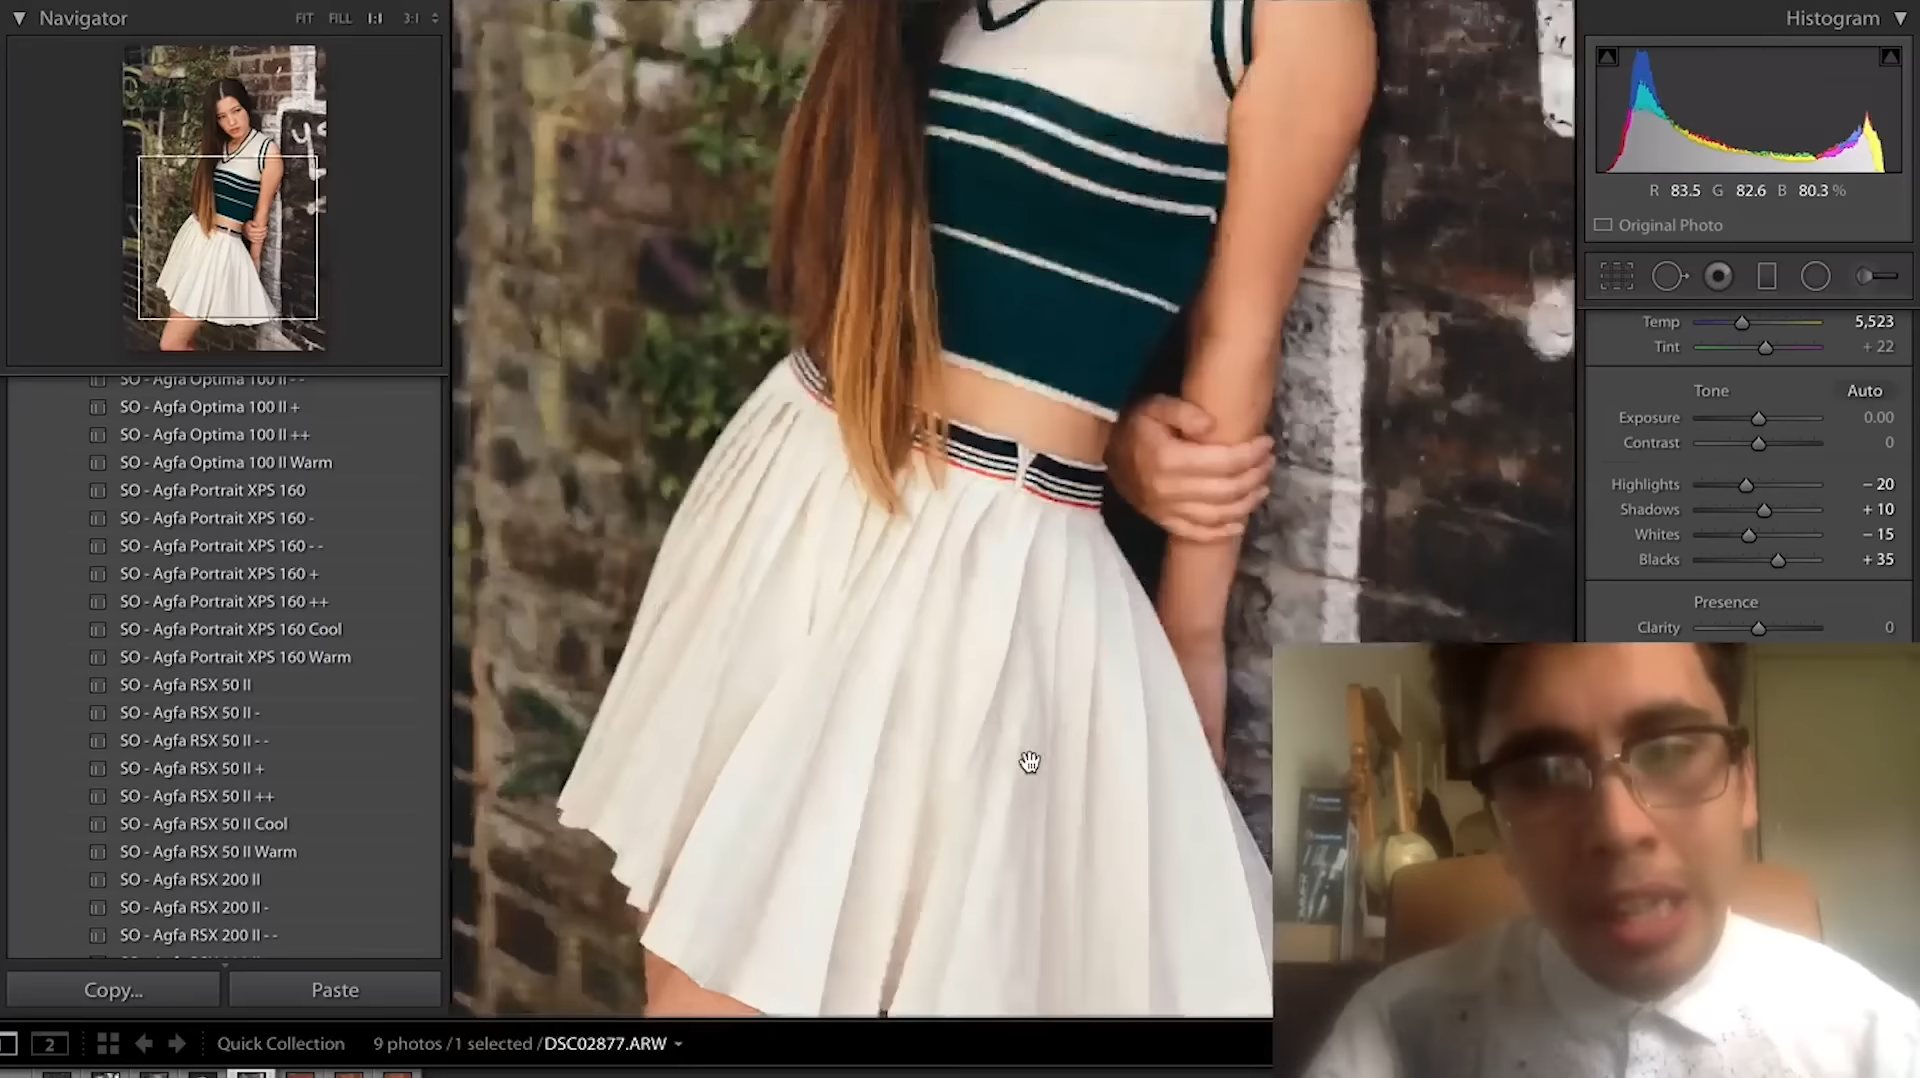 Navigator FIT FILL 1:1 3:1
SO - Agfa Optima 100 II - -
SO - Agfa Optima 100 II +
SO - Agfa Optima 100 II ++
SO - Agfa Optima 100 II Warm
SO - Agfa Portrait XPS 160
SO - Agfa Portrait XPS 160 -
SO - Agfa Portrait XPS 160 - -
SO - Agfa Portrait XPS 160 +
SO - Agfa Portrait XPS 160 ++
SO - Agfa Portrait XPS 160 Cool
SO - Agfa Portrait XPS 160 Warm
SO - Agfa RSX 50 II
SO - Agfa RSX 50 II -
SO - Agfa RSX 50 II - -
SO - Agfa RSX 50 II +
SO - Agfa RSX 50 II ++
SO - Agfa RSX 50 II Cool
SO - Agfa RSX 50 II Warm
SO - Agfa RSX 200 II
SO - Agfa RSX 200 II -
SO - Agfa RSX 200 II - -
Copy... Paste
2 Quick Collection 9 photos / 1 selected / DSC02877.ARW
Histogram
R 83.5 G 82.6 B 80.3 %
Original Photo
Temp 5,523
Tint + 22
Tone Auto
Exposure 0.00
Contrast 0
Highlights − 20
Shadows + 10
Whites − 15
Blacks + 35
Presence
Clarity 0